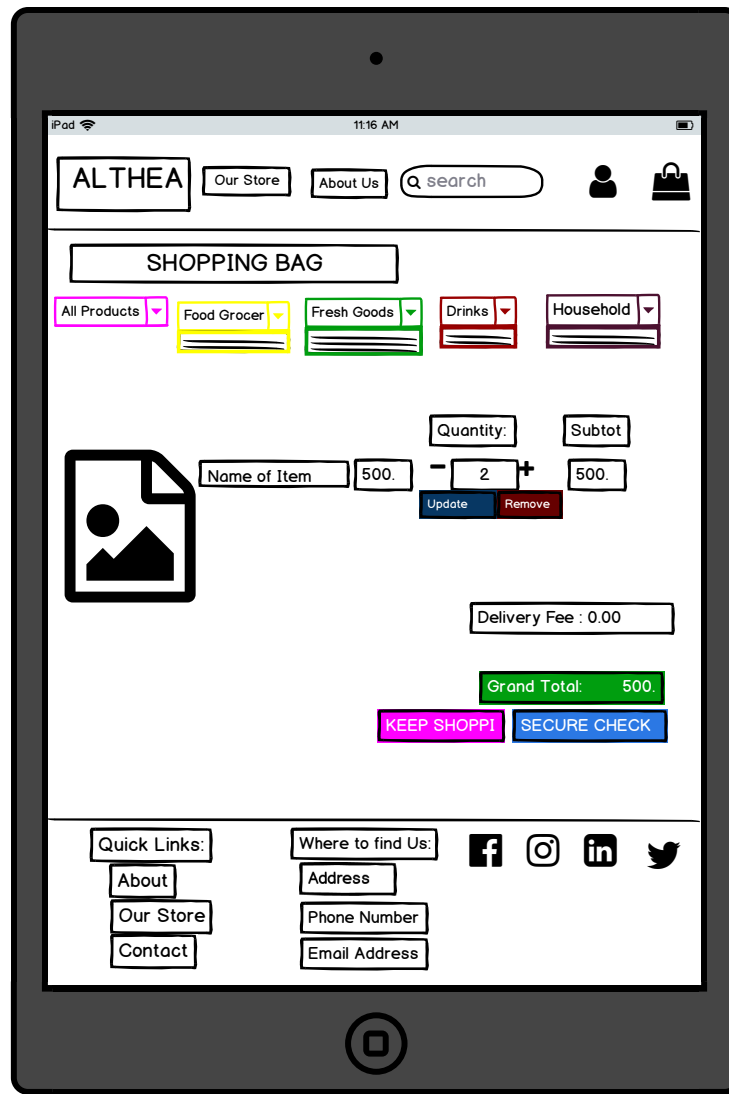 iPad 11:16 AM
ALTHEA Our Store About Us search
SHOPPING BAG
All Products Food Grocer Fresh Goods Drinks Household
Quantity: Subtot
Name of Item 500. - 2 + 500.
Update Remove
Delivery Fee : 0.00
Grand Total: 500.
KEEP SHOPPI SECURE CHECK
Quick Links: Where to find Us:
About Address
Our Store Phone Number
Contact Email Address